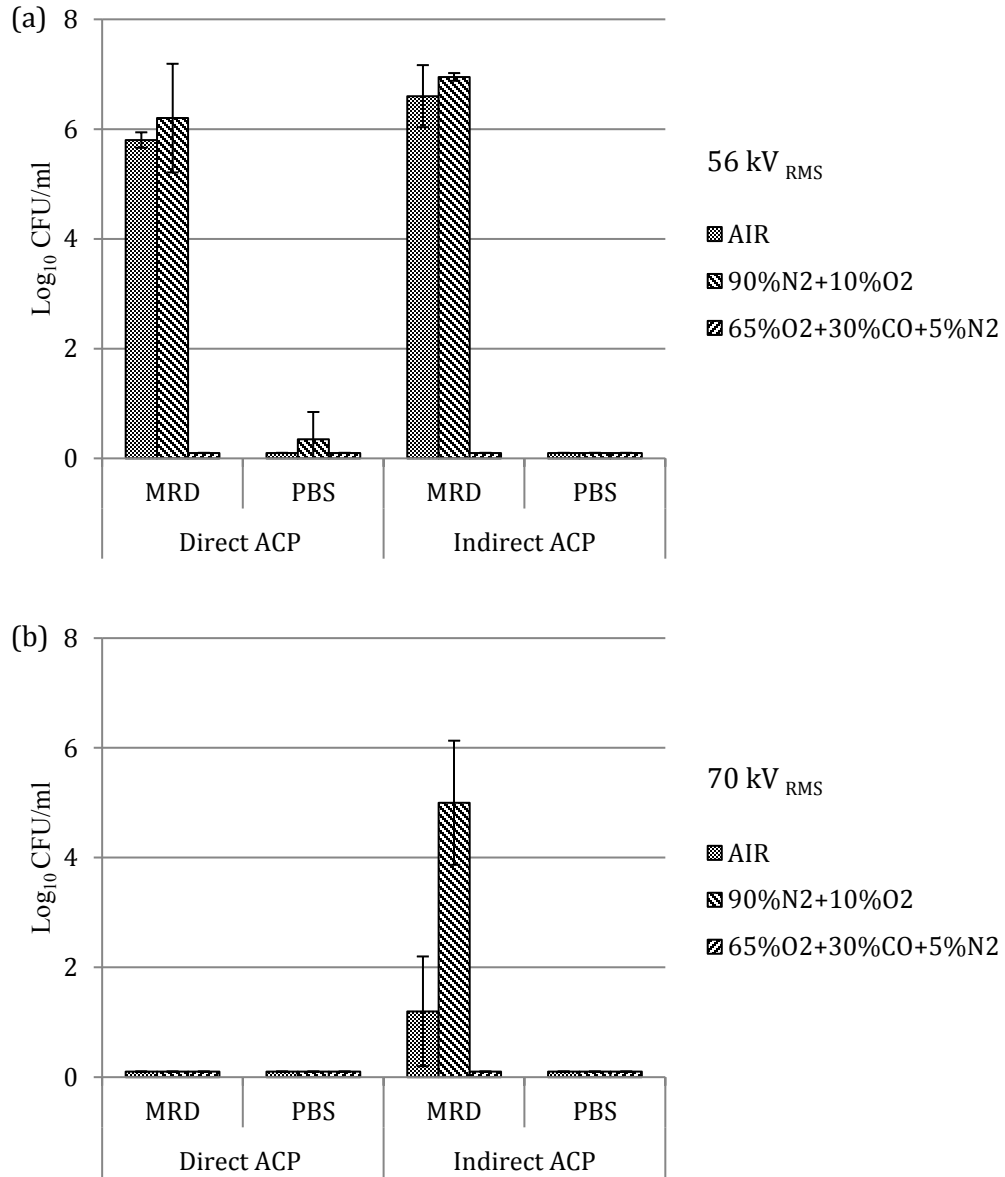 (a)
8
6
4
2
0
Log10 CFU/ml
MRD PBS MRD PBS
Direct ACP Indirect ACP
56 kV RMS
AIR
90%N2+10%O2
65%O2+30%CO+5%N2
(b)
8
6
4
2
0
Log10 CFU/ml
MRD PBS MRD PBS
Direct ACP Indirect ACP
70 kV RMS
AIR
90%N2+10%O2
65%O2+30%CO+5%N2